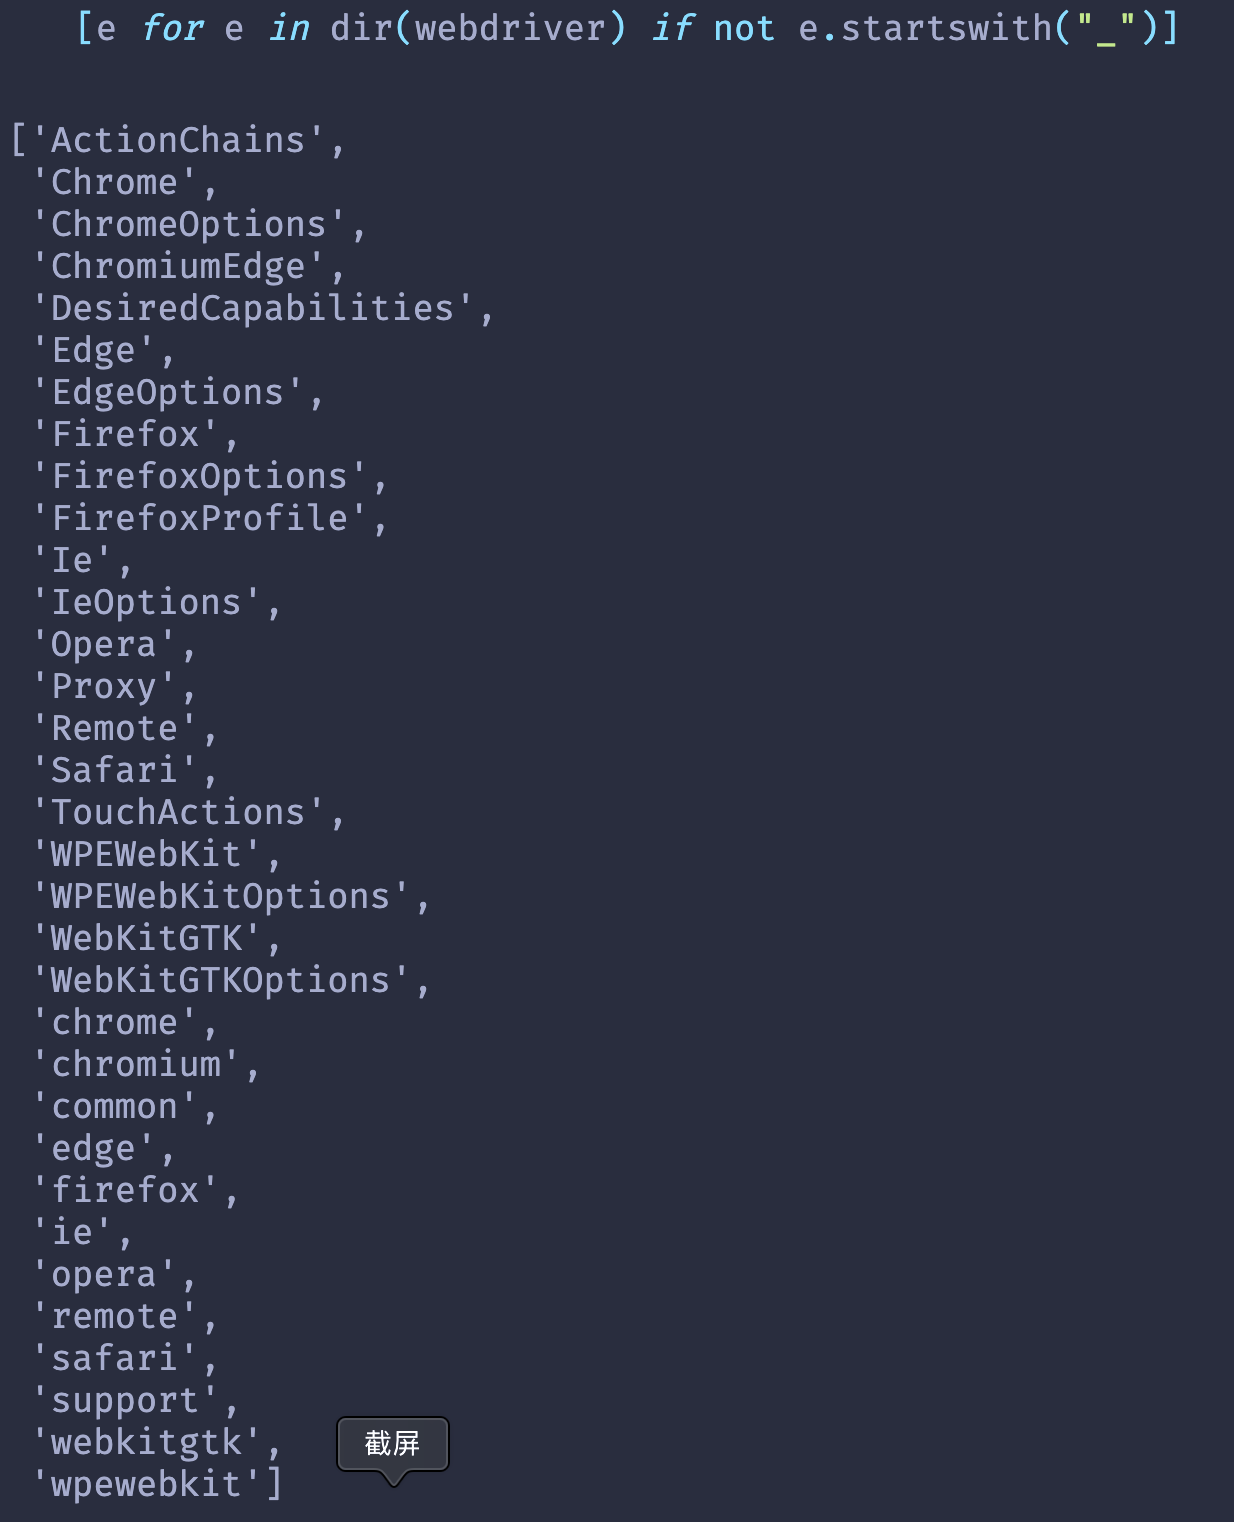 [e for e in dir(webdriver) if not e.startswith("_")]
['ActionChains',
'Chrome',
'ChromeOptions',
'ChromiumEdge',
'DesiredCapabilities',
'Edge',
'EdgeOptions',
'Firefox',
'FirefoxOptions',
'FirefoxProfile',
'Ie',
'IeOptions',
'Opera',
'Proxy',
'Remote',
'Safari',
'TouchActions',
'WPEWebKit',
'WPEWebKitOptions',
'WebKitGTK',
'WebKitGTKOptions',
'chrome',
'chromium',
'common',
'edge',
'firefox',
'ie',
'opera',
'remote',
'safari',
'support',
'webkitgtk',
截屏
'wpewebkit']